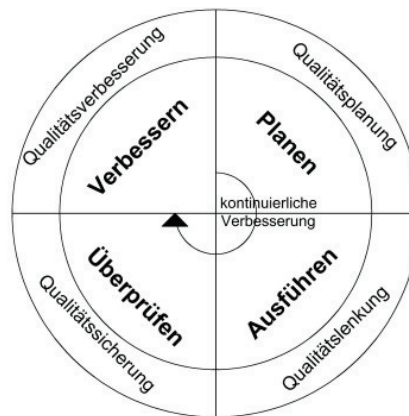 Qualitätsverbesserung
Qualitätsplanung
Verbessern
Planen
kontinuierliche
Verbesserung
Überprüfen
Ausführen
Qualitätssicherung
Qualitätslenkung